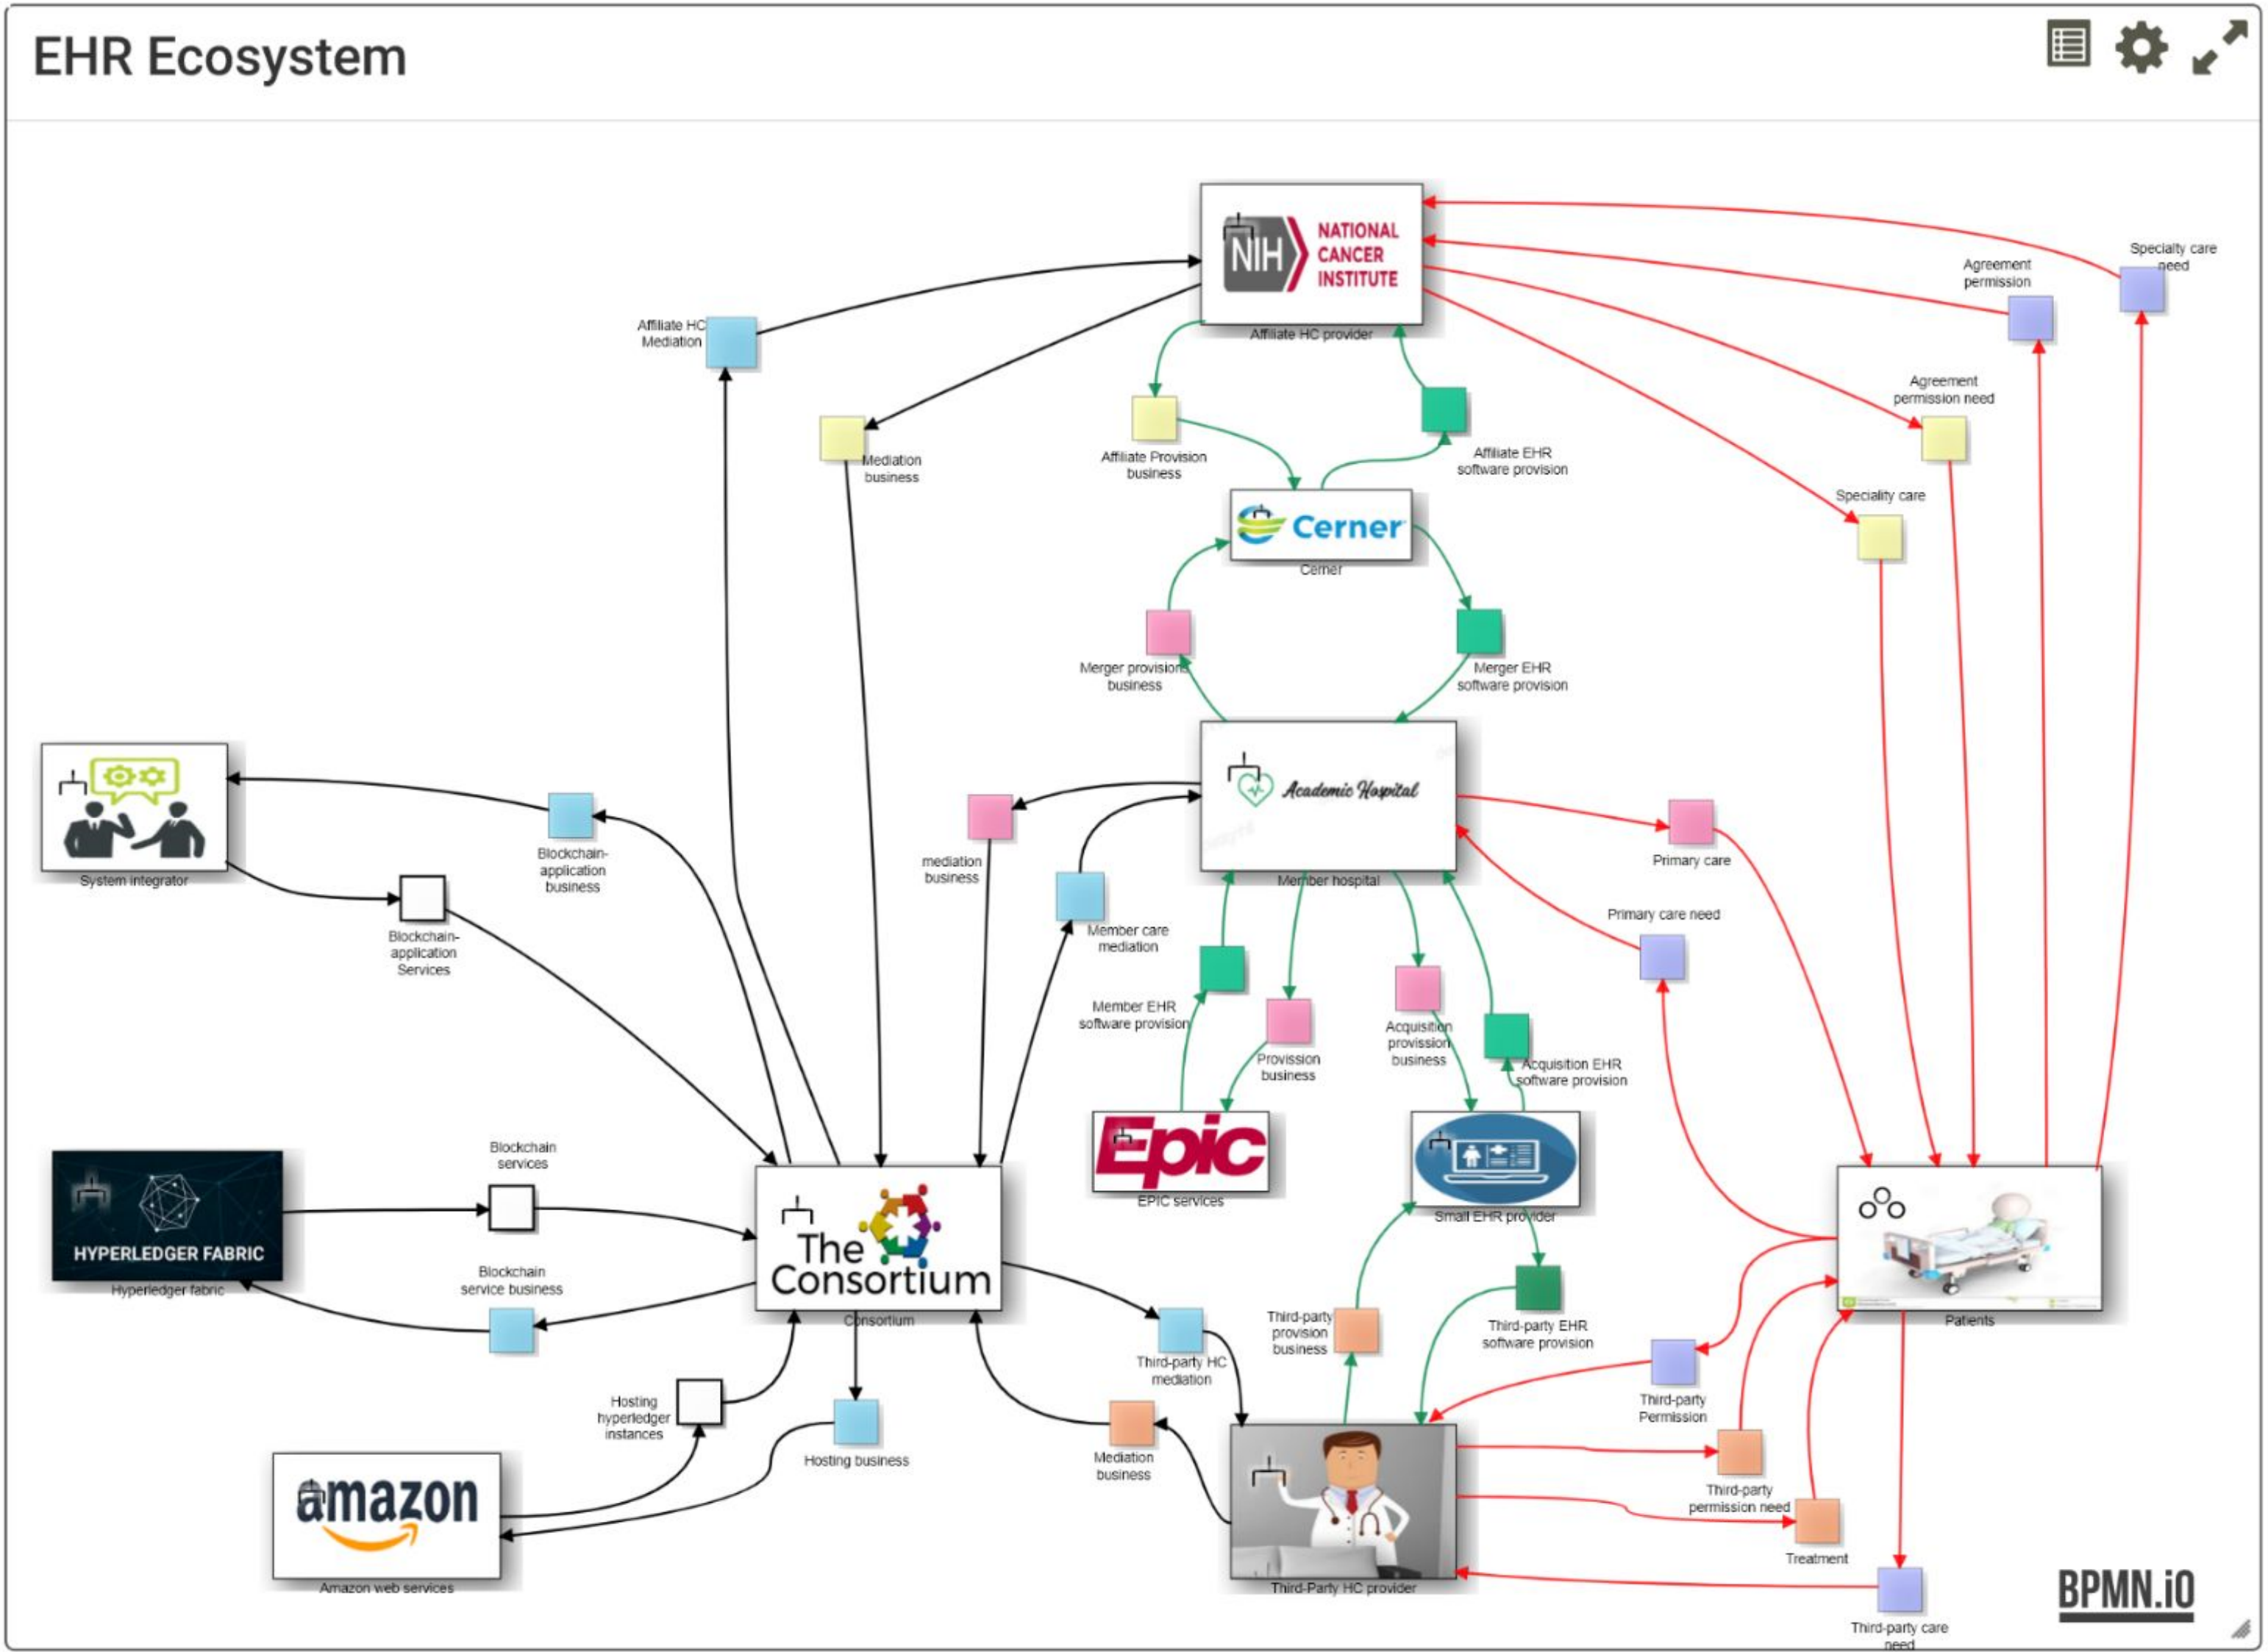 EHR Ecosystem
NIH
NATIONAL
CANCER
INSTITUTE
Affiliate HC provider
Specialty care
need
Agreement
permission
Affiliate HC
Mediation
Agreement
permission need
Mediation
business
Affiliate Provision
business
Affiliate EHR
software provision
Speciality care
Cerner
Cerner
Merger provision
business
Merger EHR
software provision
Academic Hospital
Member hospital
System integrator
Blockchain-
application
business
mediation
business
Primary care
Primary care need
Blockchain-
application
Services
Member care
mediation
Member EHR
software provision
Provission
business
Acquisition
provission
business
Acquisition EHR
software provision
Epic
EPIC services
Small EHR provider
Blockchain
services
HYPERLEDGER FABRIC
Hyperledger fabric
Blockchain
service business
The
Consortium
Consortium
Patients
Third-party HC
mediation
Third-party
provision
business
Third-party EHR
software provision
Third-party
Permission
Hosting
hyperledger
instances
Hosting business
Mediation
business
amazon
Amazon web services
Third-party
permission need
Treatment
Third-Party HC provider
Third-party care
need
BPMN.iO